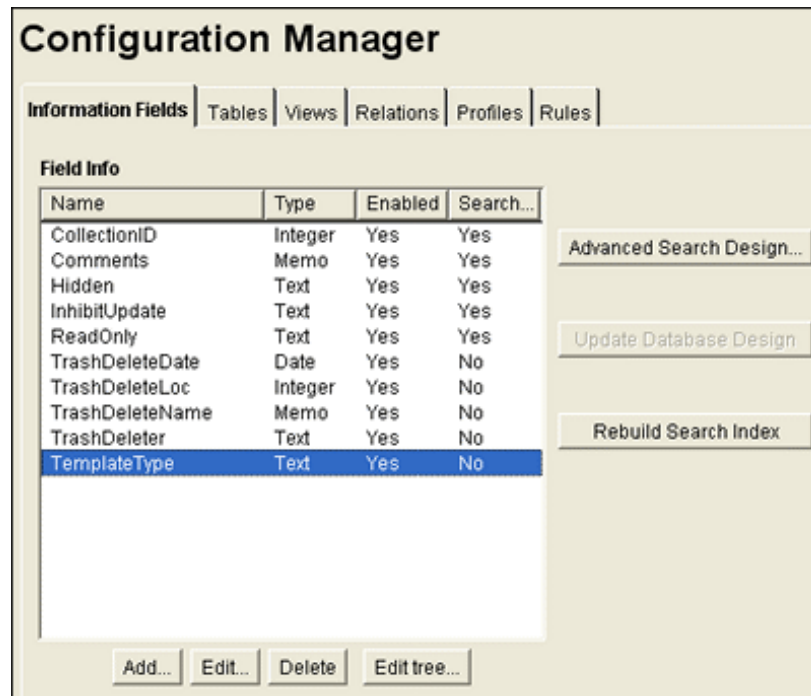 Configuration Manager
Information Fields Tables Views Relations Profiles Rules
Field Info
Name Type Enabled Search...
CollectionID Integer Yes Yes
Comments Memo Yes Yes
Hidden Text Yes Yes
InhibitUpdate Text Yes Yes
ReadOnly Text Yes Yes
TrashDeleteDate Date Yes No
TrashDeleteLoc Integer Yes No
TrashDeleteName Memo Yes No
TrashDeleter Text Yes No
TemplateType Text Yes No
Advanced Search Design...
Update Database Design
Rebuild Search Index
Add... Edit... Delete Edit tree...